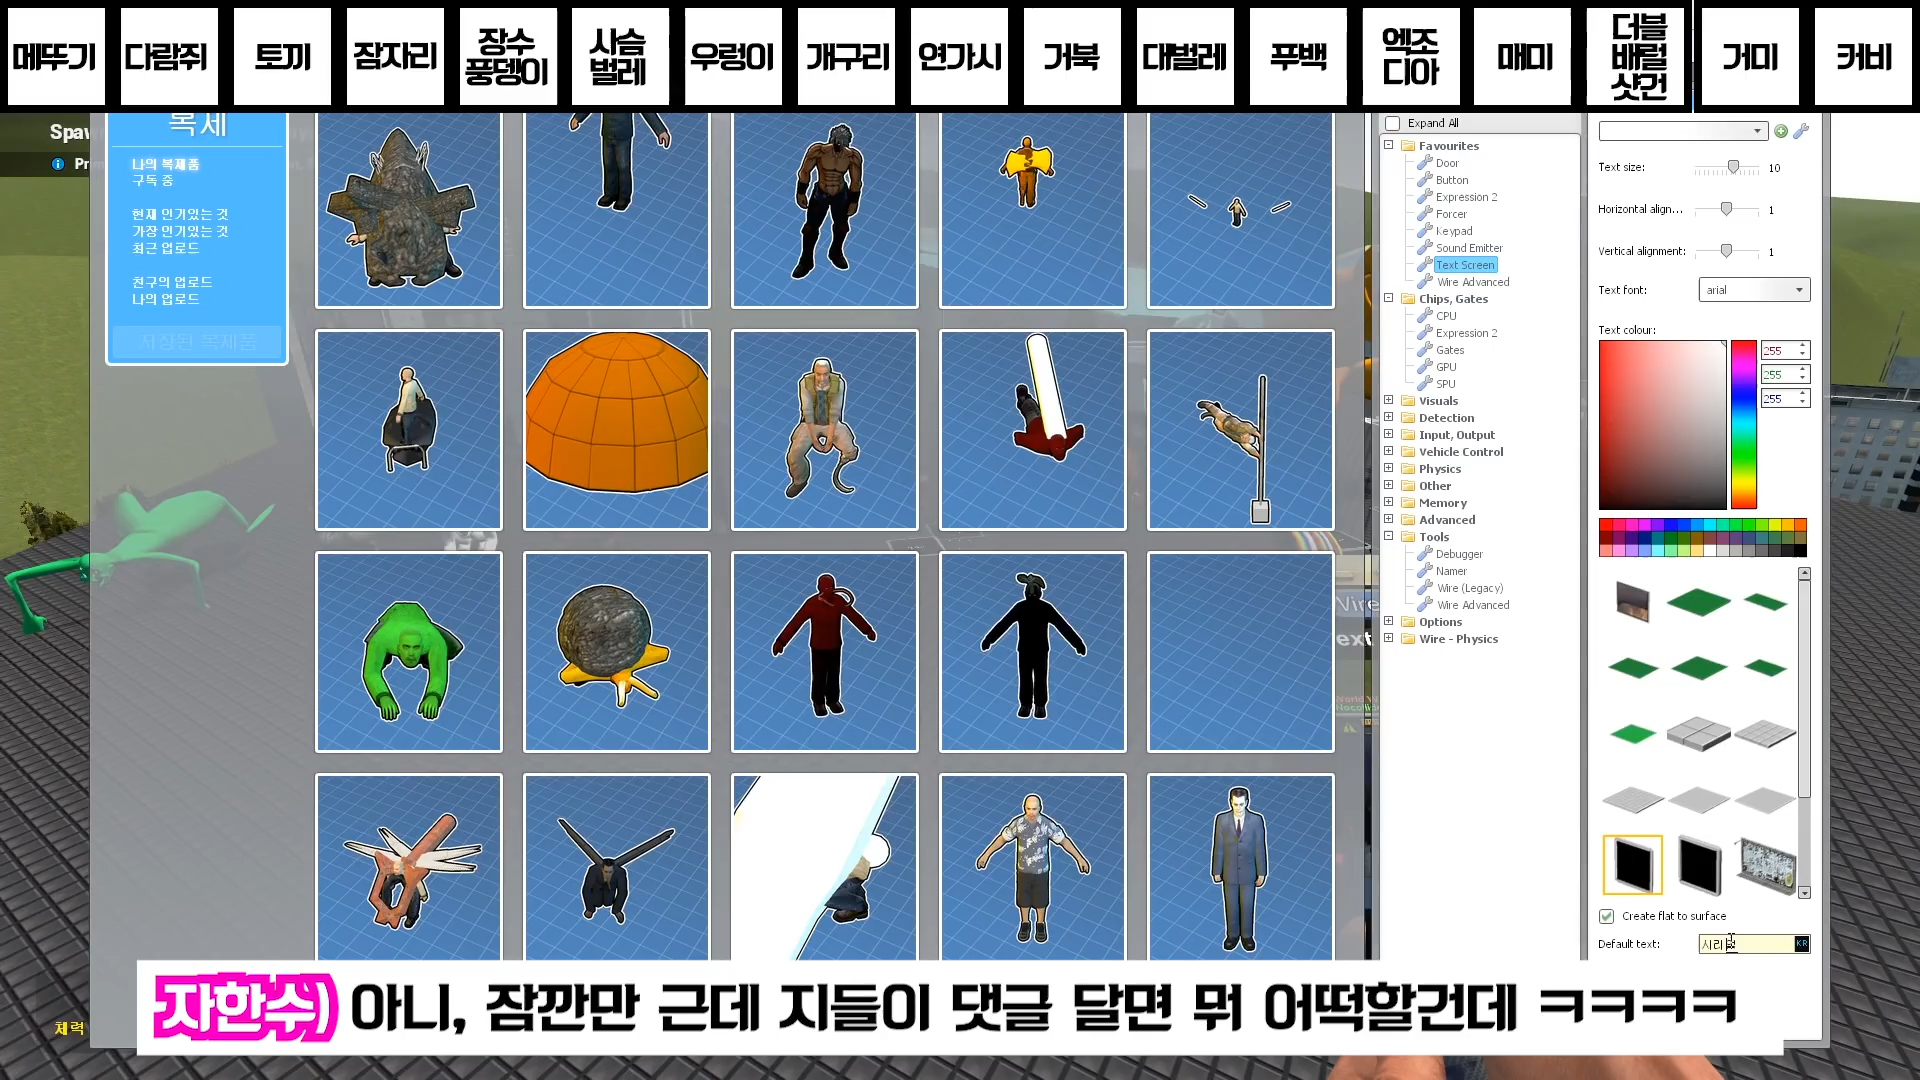 메뚜기
다람쥐
토끼
잠자리
장수
풍뎅이
사슴
벌레
우렁이
개구리
연가시
거북
대벌레
푸백
엑조
디아
매미
더블
배럴
샷건
거미
커비
Spaw
Pri
복제
나의 복제품
구독 중
현재 인기있는 것
가장 인기있는 것
최근 업로드
친구의 업로드
나의 업로드
저장된 복제품
Expand All
Favourites
Door
Button
Expression 2
Forcer
Keypad
Sound Emitter
Text Screen
Wire Advanced
Chips, Gates
CPU
Expression 2
Gates
GPU
SPU
Visuals
Detection
Input, Output
Vehicle Control
Physics
Other
Memory
Advanced
Tools
Debugger
Namer
Wire (Legacy)
Wire Advanced
Options
Wire - Physics
Text size: 10
Horizontal align... 1
Vertical alignment: 1
Text font: arial
Text colour:
255
255
255
Create flat to surface
Default text: 시리
KR
체력
자한수) 아니, 잠깐만 근데 지들이 댓글 달면 뭐 어떡할건데 ㅋㅋㅋㅋ